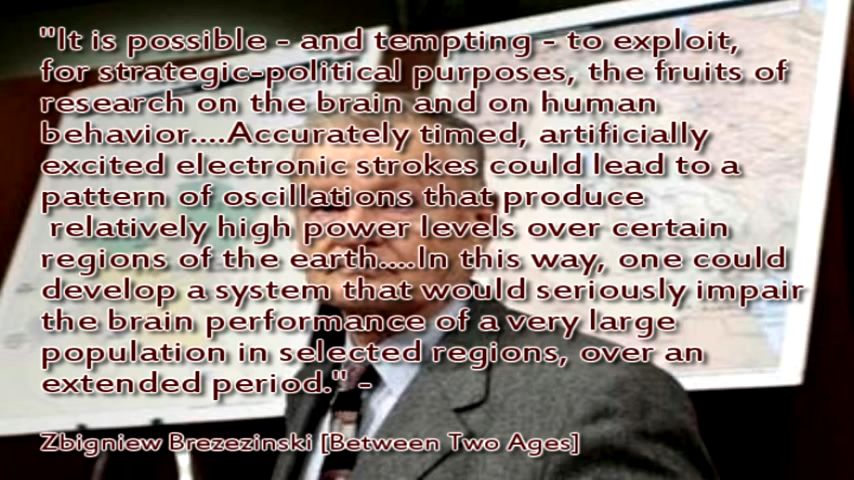 "It is possible - and tempting - to exploit,
for strategic-political purposes, the fruits of
research on the brain and on human
behavior....Accurately timed, artificially
excited electronic strokes could lead to a
pattern of oscillations that produce
relatively high power levels over certain
regions of the earth....In this way, one could
develop a system that would seriously impair
the brain performance of a very large
population in selected regions, over an
extended period." -
Zbigniew Brezezinski [Between Two Ages]